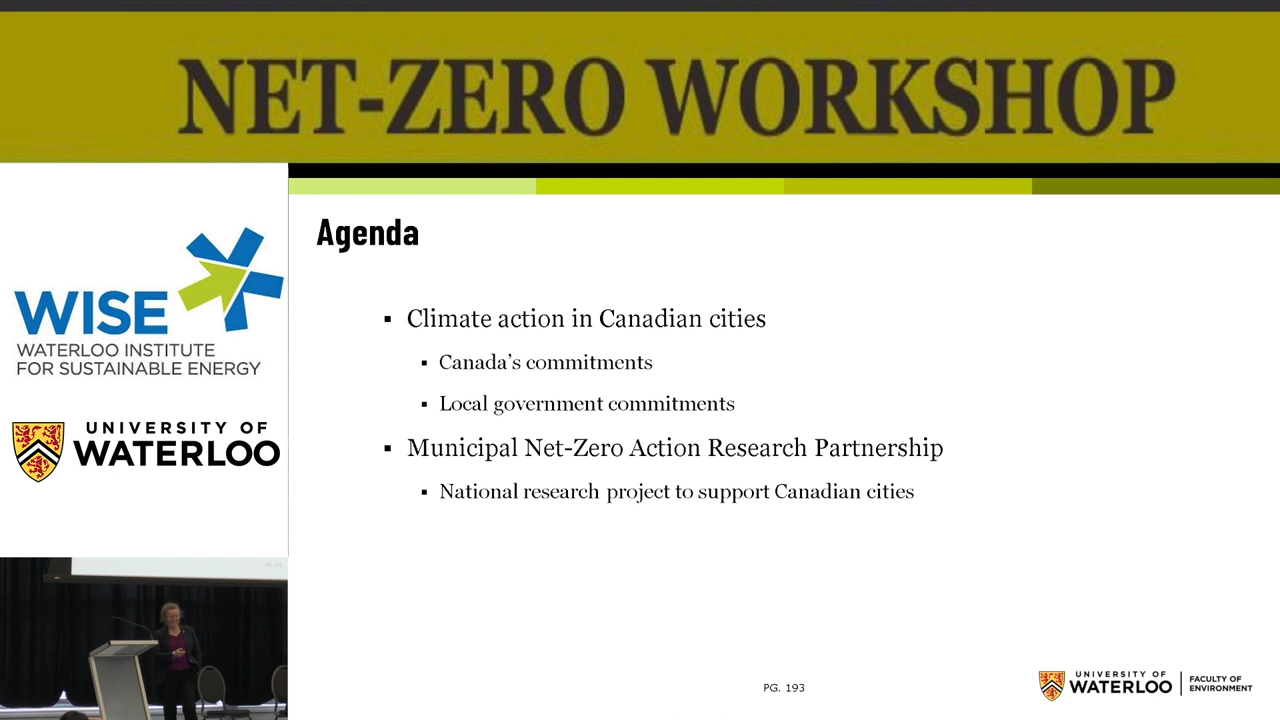 NET-ZERO WORKSHOP
WISE
WATERLOO INSTITUTE
FOR SUSTAINABLE ENERGY
UNIVERSITY OF
WATERLOO
Agenda
▪ Climate action in Canadian cities
▪ Canada’s commitments
▪ Local government commitments
▪ Municipal Net-Zero Action Research Partnership
▪ National research project to support Canadian cities
PG. 193
UNIVERSITY OF
WATERLOO
FACULTY OF
ENVIRONMENT